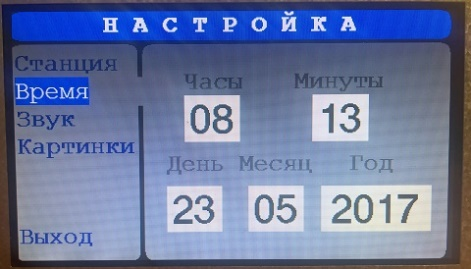 НАСТРОЙКА
Станция
Время
Звук
Картинки
Выход
Часы Минуты
08 13
День Месяц Год
23 05 2017